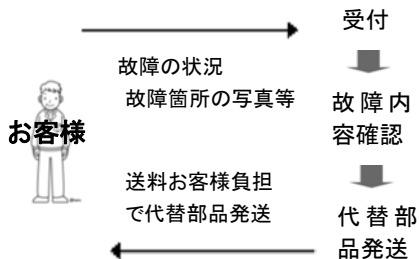 受付
故障の状況
故障箇所の写真等
お客様
故障内
容確認
送料お客様負担
で代替部品発送
代替部
品発送